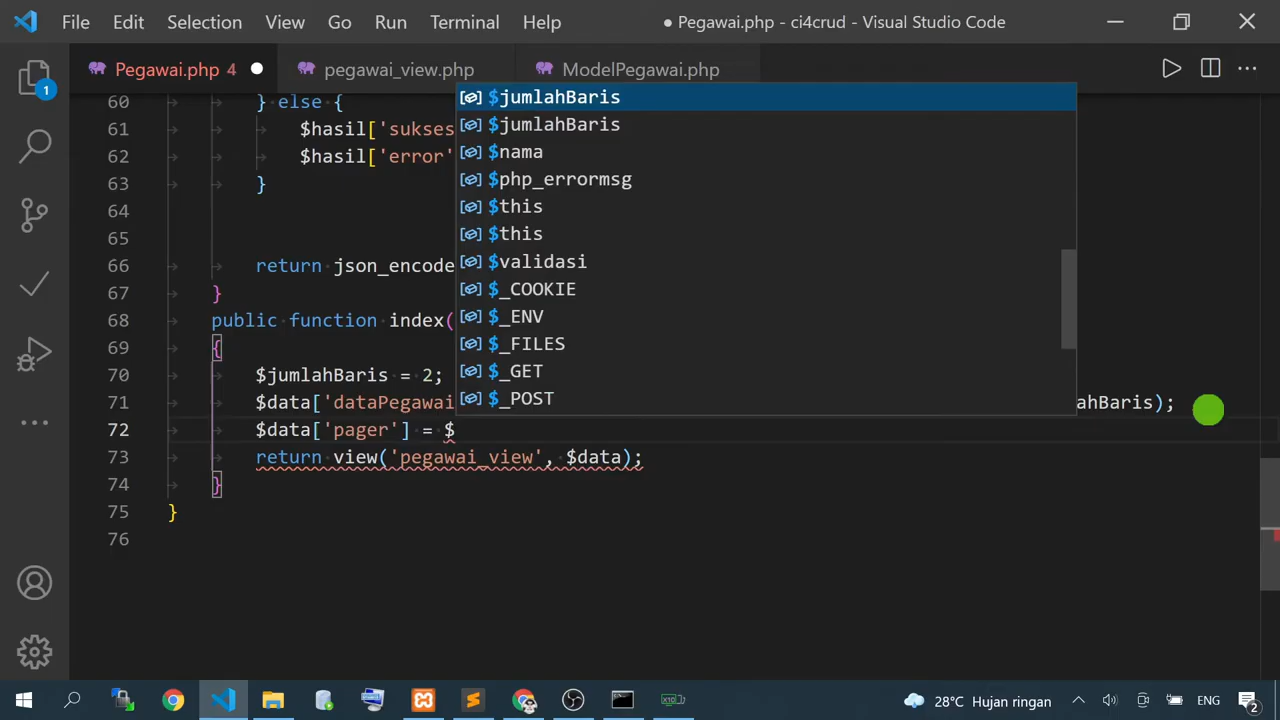 File Edit Selection View Go Run Terminal Help
● Pegawai.php - ci4crud - Visual Studio Code
Pegawai.php 4
pegawai_view.php
ModelPegawai.php
1
$jumlahBaris
$jumlahBaris
$nama
$php_errormsg
$this
$this
$validasi
$_COOKIE
$_ENV
$_FILES
$_GET
$_POST
60 } else {
61 $hasil['sukses
62 $hasil['error'
63 }
64
65
66 return json_encode
67 }
68 public function index(
69 {
70 $jumlahBaris = 2;
71 $data['dataPegawai ahBaris);
72 $data['pager'] = $
73 return view('pegawai_view', $data);
74 }
75 }
76
28°C Hujan ringan
ENG
2